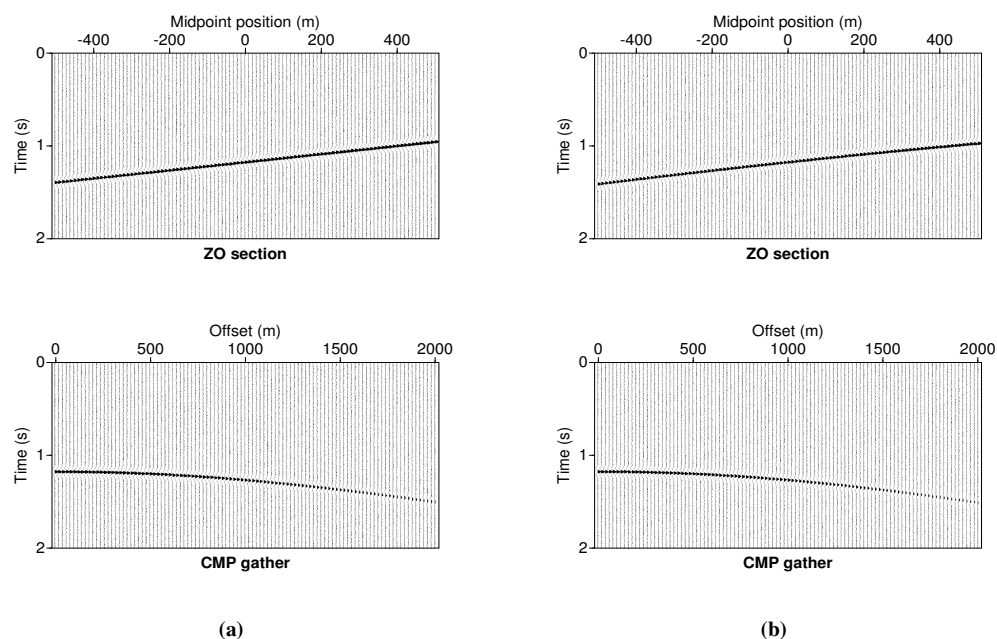 Midpoint position (m)
-400 -200 0 200 400
0
1
2
Time (s)
ZO section
Offset (m)
0 500 1000 1500 2000
0
1
2
Time (s)
CMP gather
(a)
Midpoint position (m)
-400 -200 0 200 400
0
1
2
Time (s)
ZO section
Offset (m)
0 500 1000 1500 2000
0
1
2
Time (s)
CMP gather
(b)